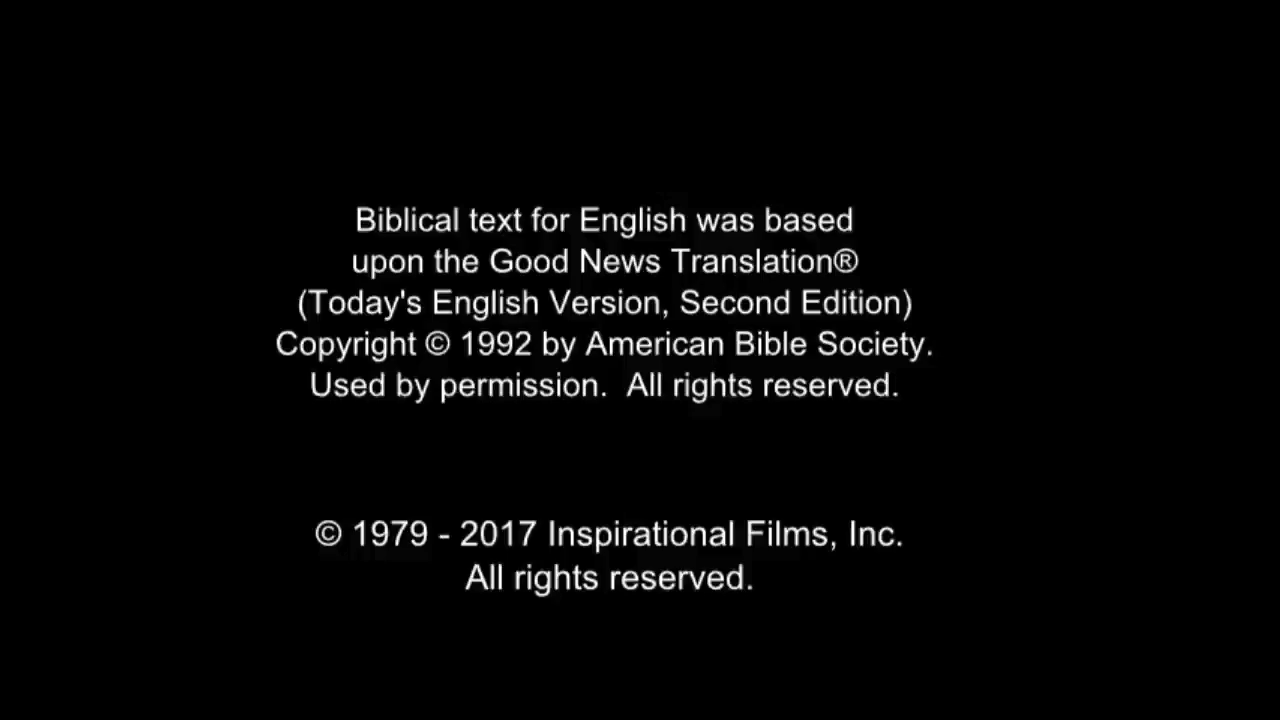 Biblical text for English was based
upon the Good News Translation®
(Today's English Version, Second Edition)
Copyright © 1992 by American Bible Society.
Used by permission.  All rights reserved.
© 1979 - 2017 Inspirational Films, Inc.
All rights reserved.